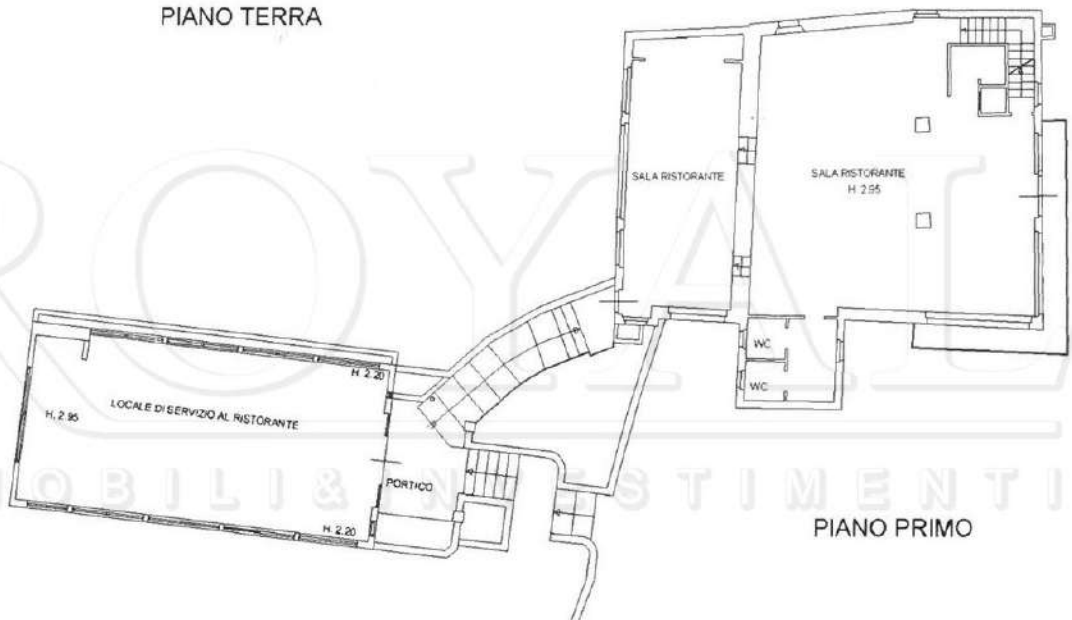 PIANO TERRA
SALA RISTORANTE
SALA RISTORANTE
H 2.95
WC
WC
H. 2.20
H. 2.95
LOCALE DI SERVIZIO AL RISTORANTE
PORTICO
H. 2.20
PIANO PRIMO
ROYAL